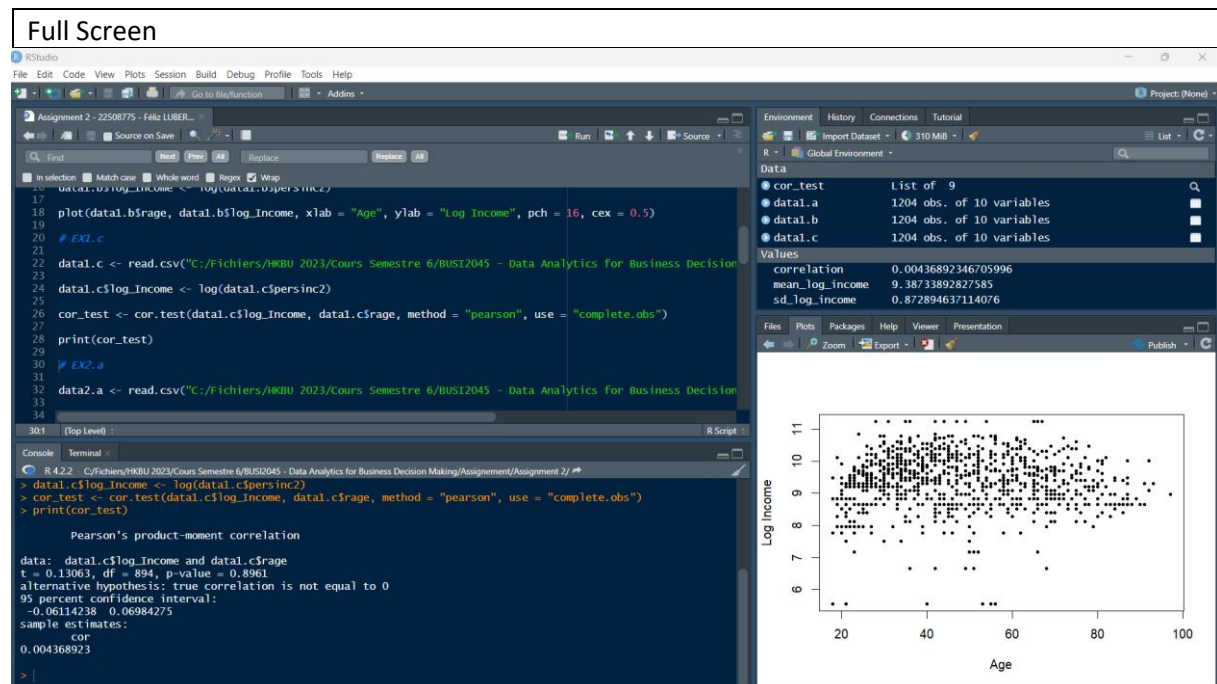 Full Screen
RStudio
File Edit Code View Plots Session Build Debug Profile Tools Help
Go to file/function Addins
Project: (None)
Assignment 2 - 22508775 - Féliz LUBER...
Source on Save Run Source
Find Next Prev All Replace Replace All
In selection Match case Whole word Regex Wrap
16 data1.b$log_Income <- log(data1.b$persinc2)
17
18 plot(data1.b$rage, data1.b$log_Income, xlab = "Age", ylab = "Log Income", pch = 16, cex = 0.5)
19
20 # EX1.c
21
22 data1.c <- read.csv("C:/Fichiers/HKBU 2023/Cours Semestre 6/BUSI2045 - Data Analytics for Business Decision
23
24 data1.c$log_Income <- log(data1.c$persinc2)
25
26 cor_test <- cor.test(data1.c$log_Income, data1.c$rage, method = "pearson", use = "complete.obs")
27
28 print(cor_test)
29
30 # EX2.a
31
32 data2.a <- read.csv("C:/Fichiers/HKBU 2023/Cours Semestre 6/BUSI2045 - Data Analytics for Business Decision
33
34
30:1 (Top Level) R Script
Console Terminal
R 4.2.2 · C:/Fichiers/HKBU 2023/Cours Semestre 6/BUSI2045 - Data Analytics for Business Decision Making/Assignement/Assignment 2/
> data1.c$log_Income <- log(data1.c$persinc2)
> cor_test <- cor.test(data1.c$log_Income, data1.c$rage, method = "pearson", use = "complete.obs")
> print(cor_test)
Pearson's product-moment correlation
data: data1.c$log_Income and data1.c$rage
t = 0.13063, df = 894, p-value = 0.8961
alternative hypothesis: true correlation is not equal to 0
95 percent confidence interval:
-0.06114238 0.06984275
sample estimates:
cor
0.004368923
>
Environment History Connections Tutorial
Import Dataset 310 MiB List
R Global Environment
Data
cor_test List of 9
data1.a 1204 obs. of 10 variables
data1.b 1204 obs. of 10 variables
data1.c 1204 obs. of 10 variables
Values
correlation 0.00436892346705996
mean_log_income 9.38733892827585
sd_log_income 0.872894637114076
Files Plots Packages Help Viewer Presentation
Zoom Export Publish
Log Income
11
10
9
8
7
6
20 40 60 80 100
Age